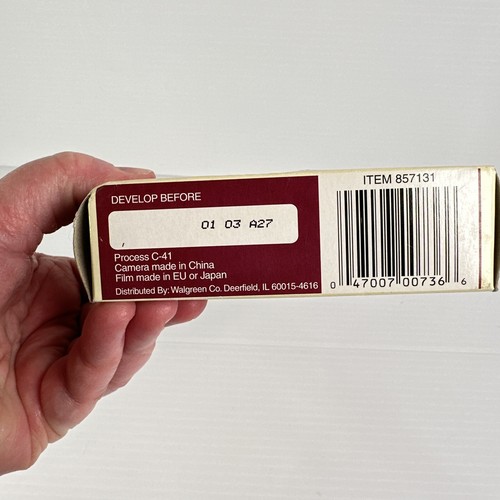 DEVELOP BEFORE
01 03 A27
Process C-41
Camera made in China
Film made in EU or Japan
Distributed By: Walgreen Co. Deerfield, IL 60015-4616
ITEM 857131
0 47007 00736 6